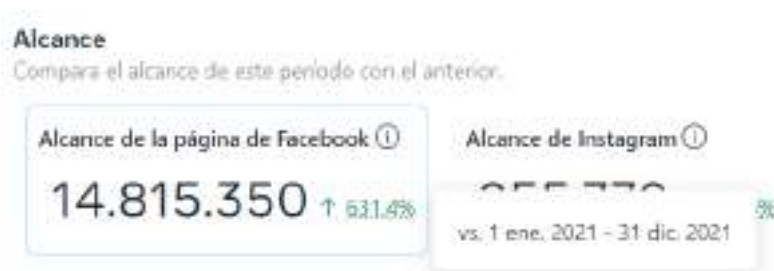 Alcance
Compara el alcance de este periodo con el anterior.
Alcance de la página de Facebook
Alcance de Instagram
14.815.350 ↑ 631.4%
%
vs. 1 ene. 2021 - 31 dic. 2021